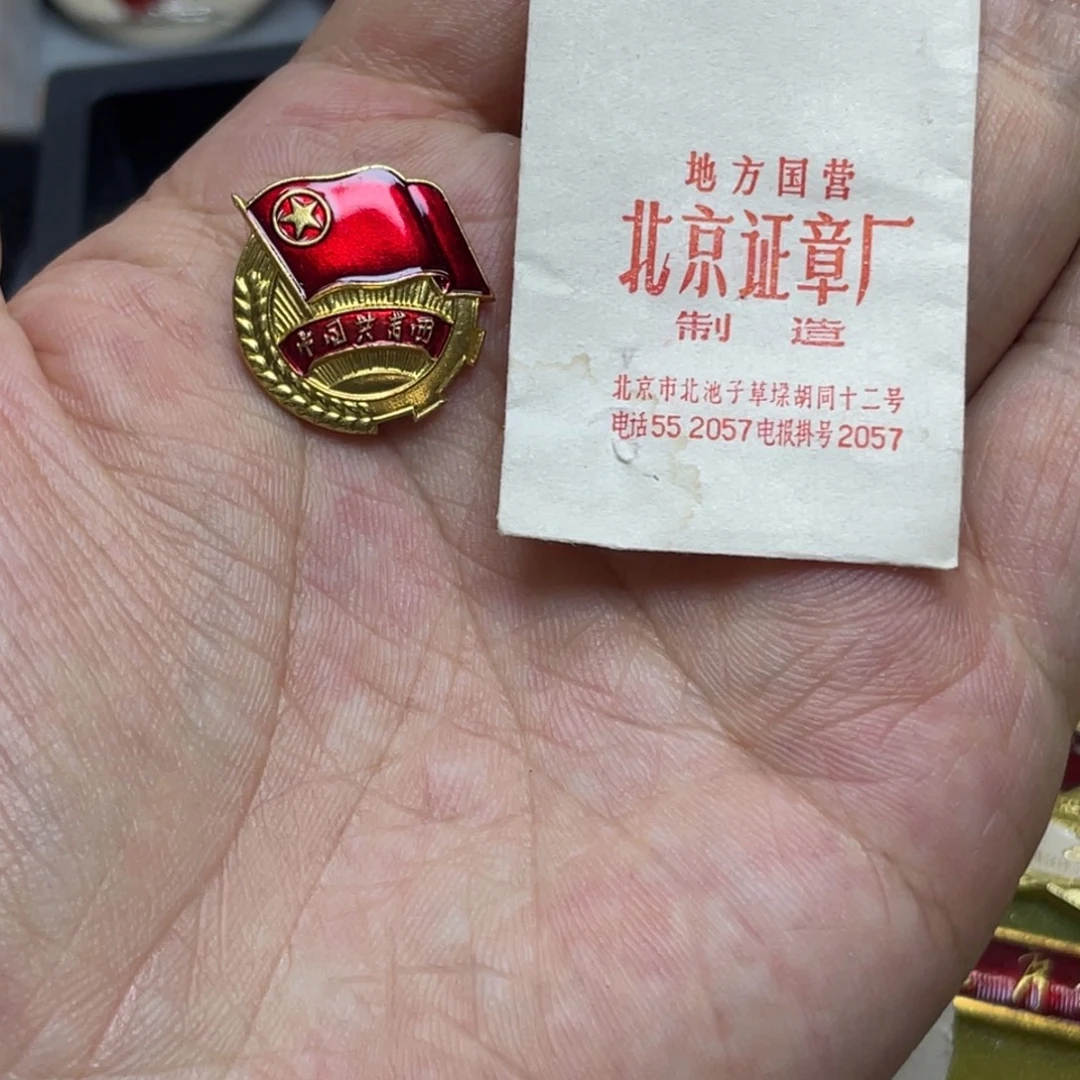 中国共青团
地方国营
北京证章厂
制造
北京市北池子草垛胡同十二号
电话55 2057电报掛号2057